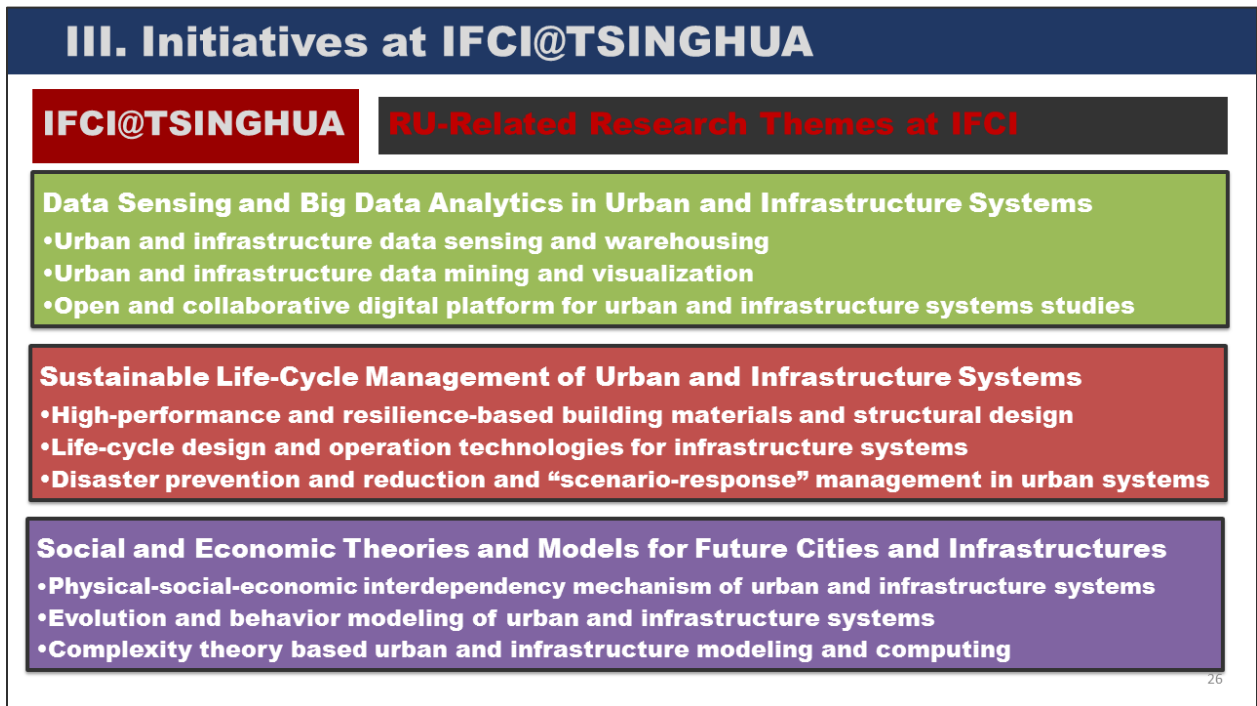 III. Initiatives at IFCI@TSINGHUA
IFCI@TSINGHUA
RU-Related Research Themes at IFCI
Data Sensing and Big Data Analytics in Urban and Infrastructure Systems
•Urban and infrastructure data sensing and warehousing
•Urban and infrastructure data mining and visualization
•Open and collaborative digital platform for urban and infrastructure systems studies
Sustainable Life-Cycle Management of Urban and Infrastructure Systems
•High-performance and resilience-based building materials and structural design
•Life-cycle design and operation technologies for infrastructure systems
•Disaster prevention and reduction and “scenario-response” management in urban systems
Social and Economic Theories and Models for Future Cities and Infrastructures
•Physical-social-economic interdependency mechanism of urban and infrastructure systems
•Evolution and behavior modeling of urban and infrastructure systems
•Complexity theory based urban and infrastructure modeling and computing
26